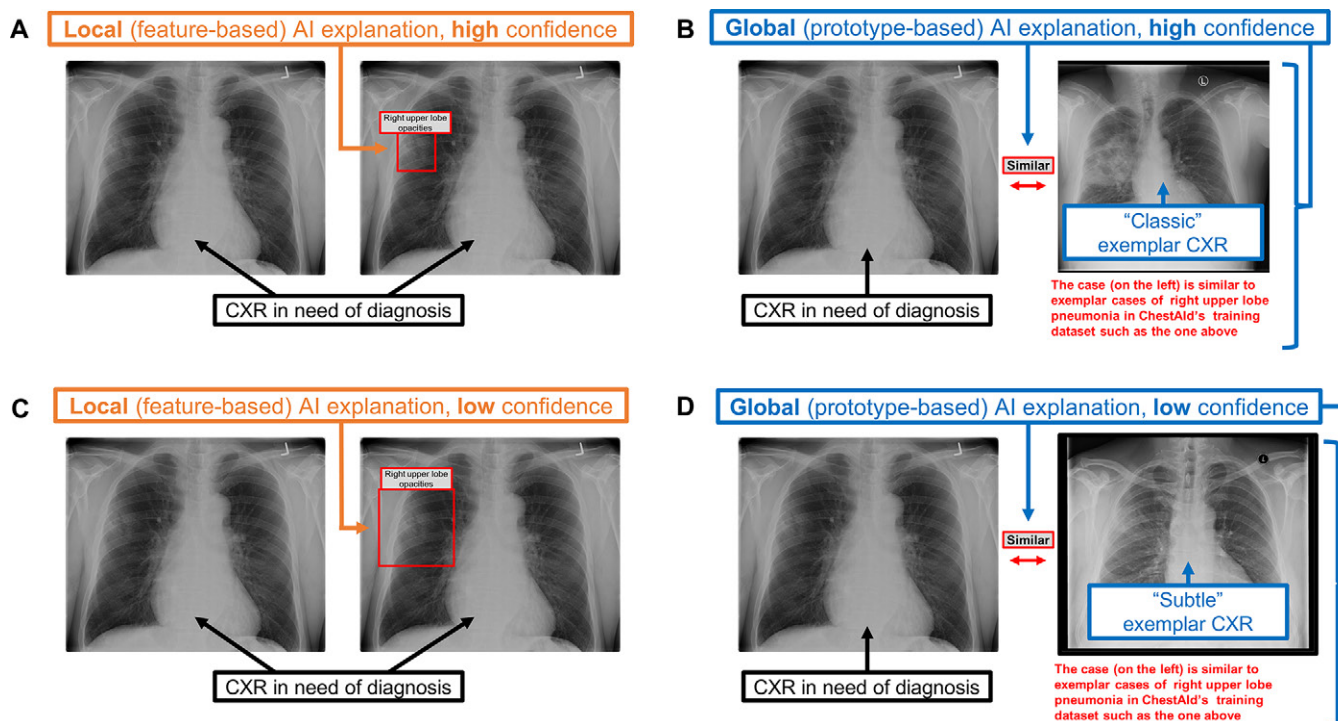 A
Local (feature-based) AI explanation, high confidence
L
L
Right upper lobe
opacities
CXR in need of diagnosis
B
Global (prototype-based) AI explanation, high confidence
L
L
Similar
"Classic"
exemplar CXR
CXR in need of diagnosis
The case (on the left) is similar to
exemplar cases of right upper lobe
pneumonia in ChestAId's training
dataset such as the one above
C
Local (feature-based) AI explanation, low confidence
L
L
Right upper lobe
opacities
CXR in need of diagnosis
D
Global (prototype-based) AI explanation, low confidence
L
Similar
"Subtle"
exemplar CXR
CXR in need of diagnosis
The case (on the left) is similar to
exemplar cases of right upper lobe
pneumonia in ChestAId's training
dataset such as the one above